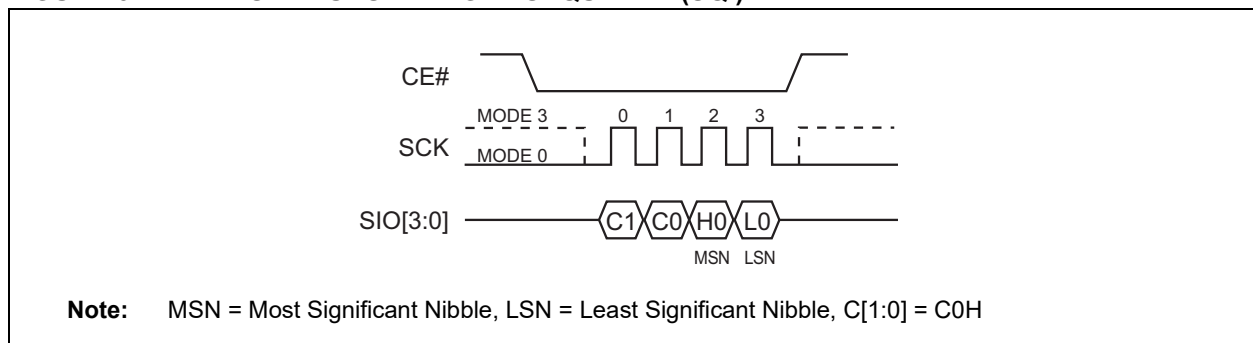 CE#
MODE 3 0 1 2 3
SCK
MODE 0
SIO[3:0] C1 C0 H0 L0
MSN LSN
Note: MSN = Most Significant Nibble, LSN = Least Significant Nibble, C[1:0] = C0H